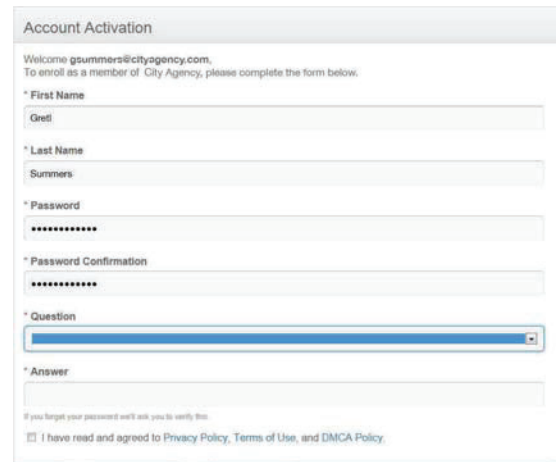 Account Activation
Welcome gsummers@cityagency.com,
To enroll as a member of City Agency, please complete the form below.
* First Name
Gretl
* Last Name
Summers
* Password
••••••••••••
* Password Confirmation
••••••••••••
* Question
* Answer
If you forget your password we'll ask you to verify this.
I have read and agreed to Privacy Policy, Terms of Use, and DMCA Policy.